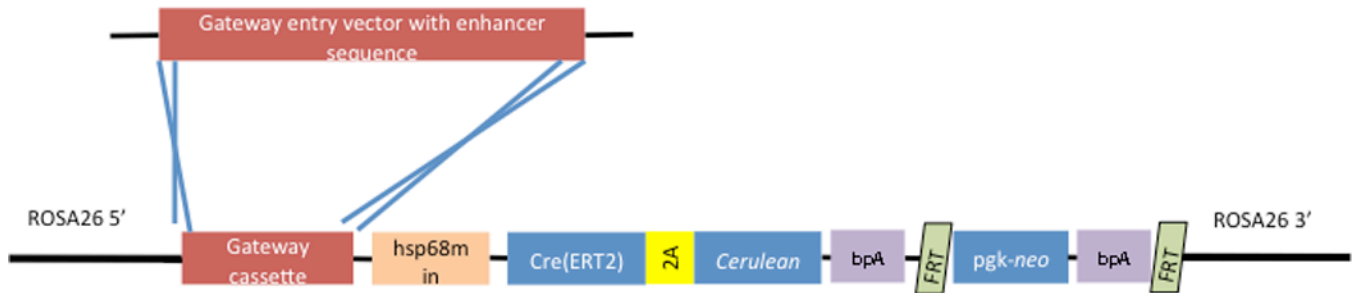 Gateway entry vector with enhancer
sequence
ROSA26 5’
ROSA26 3’
Gateway
cassette
hsp68m
in
Cre(ERT2)
2A
Cerulean
bpA
FRT
pgk-neo
bpA
FRT